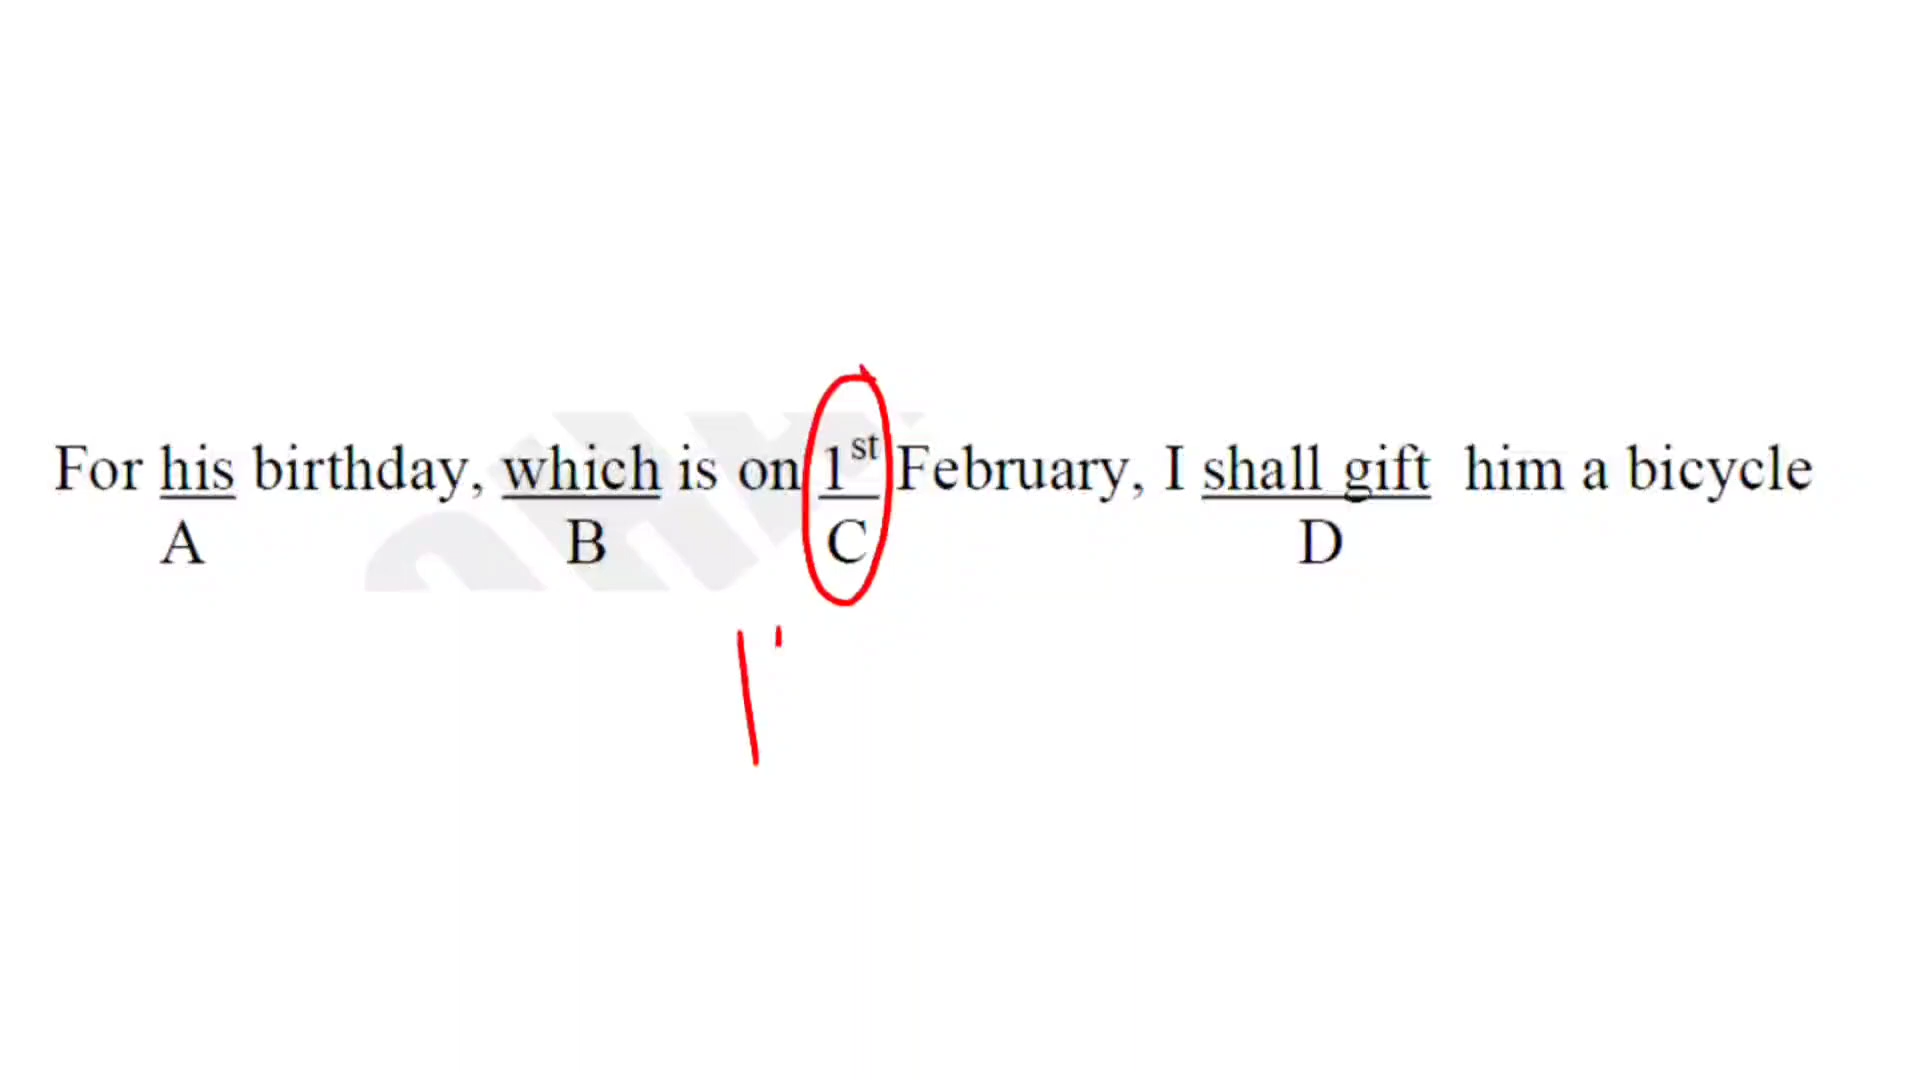 For his birthday, which is on 1st February, I shall gift him a bicycle
A B C D